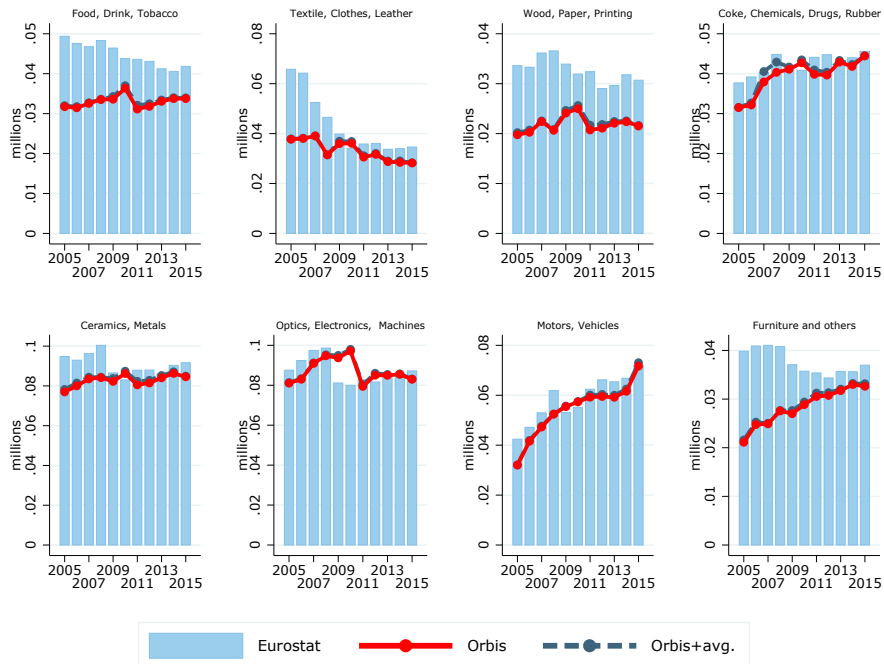 Food, Drink, Tobacco
millions
0 .01 .02 .03 .04 .05
2005 2007 2009 2011 2013 2015
Textile, Clothes, Leather
millions
0 .02 .04 .06 .08
2005 2007 2009 2011 2013 2015
Wood, Paper, Printing
millions
0 .01 .02 .03 .04
2005 2007 2009 2011 2013 2015
Coke, Chemicals, Drugs, Rubber
millions
0 .01 .02 .03 .04 .05
2005 2007 2009 2011 2013 2015
Ceramics, Metals
millions
0 .02 .04 .06 .08 .1
2005 2007 2009 2011 2013 2015
Optics, Electronics, Machines
millions
0 .02 .04 .06 .08 .1
2005 2007 2009 2011 2013 2015
Motors, Vehicles
millions
0 .02 .04 .06 .08
2005 2007 2009 2011 2013 2015
Furniture and others
millions
0 .01 .02 .03 .04
2005 2007 2009 2011 2013 2015
Eurostat Orbis Orbis+avg.